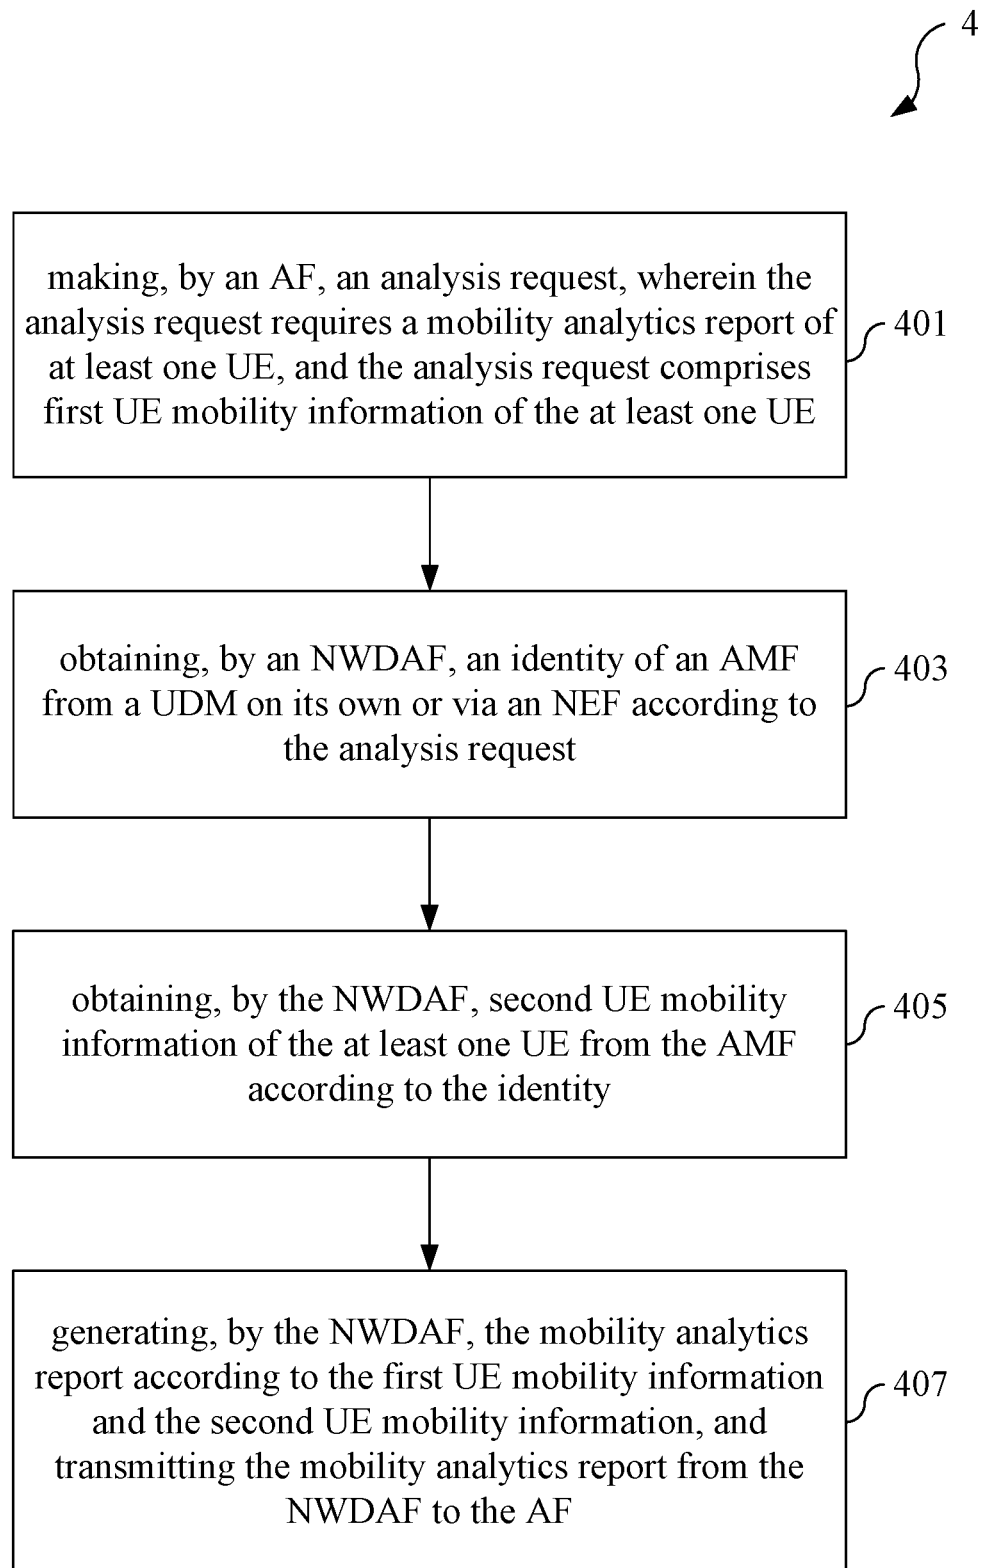 4
making, by an AF, an analysis request, wherein the
analysis request requires a mobility analytics report of
at least one UE, and the analysis request comprises
first UE mobility information of the at least one UE
401
obtaining, by an NWDAF, an identity of an AMF
from a UDM on its own or via an NEF according to
the analysis request
403
obtaining, by the NWDAF, second UE mobility
information of the at least one UE from the AMF
according to the identity
405
generating, by the NWDAF, the mobility analytics
report according to the first UE mobility information
and the second UE mobility information, and
transmitting the mobility analytics report from the
NWDAF to the AF
407